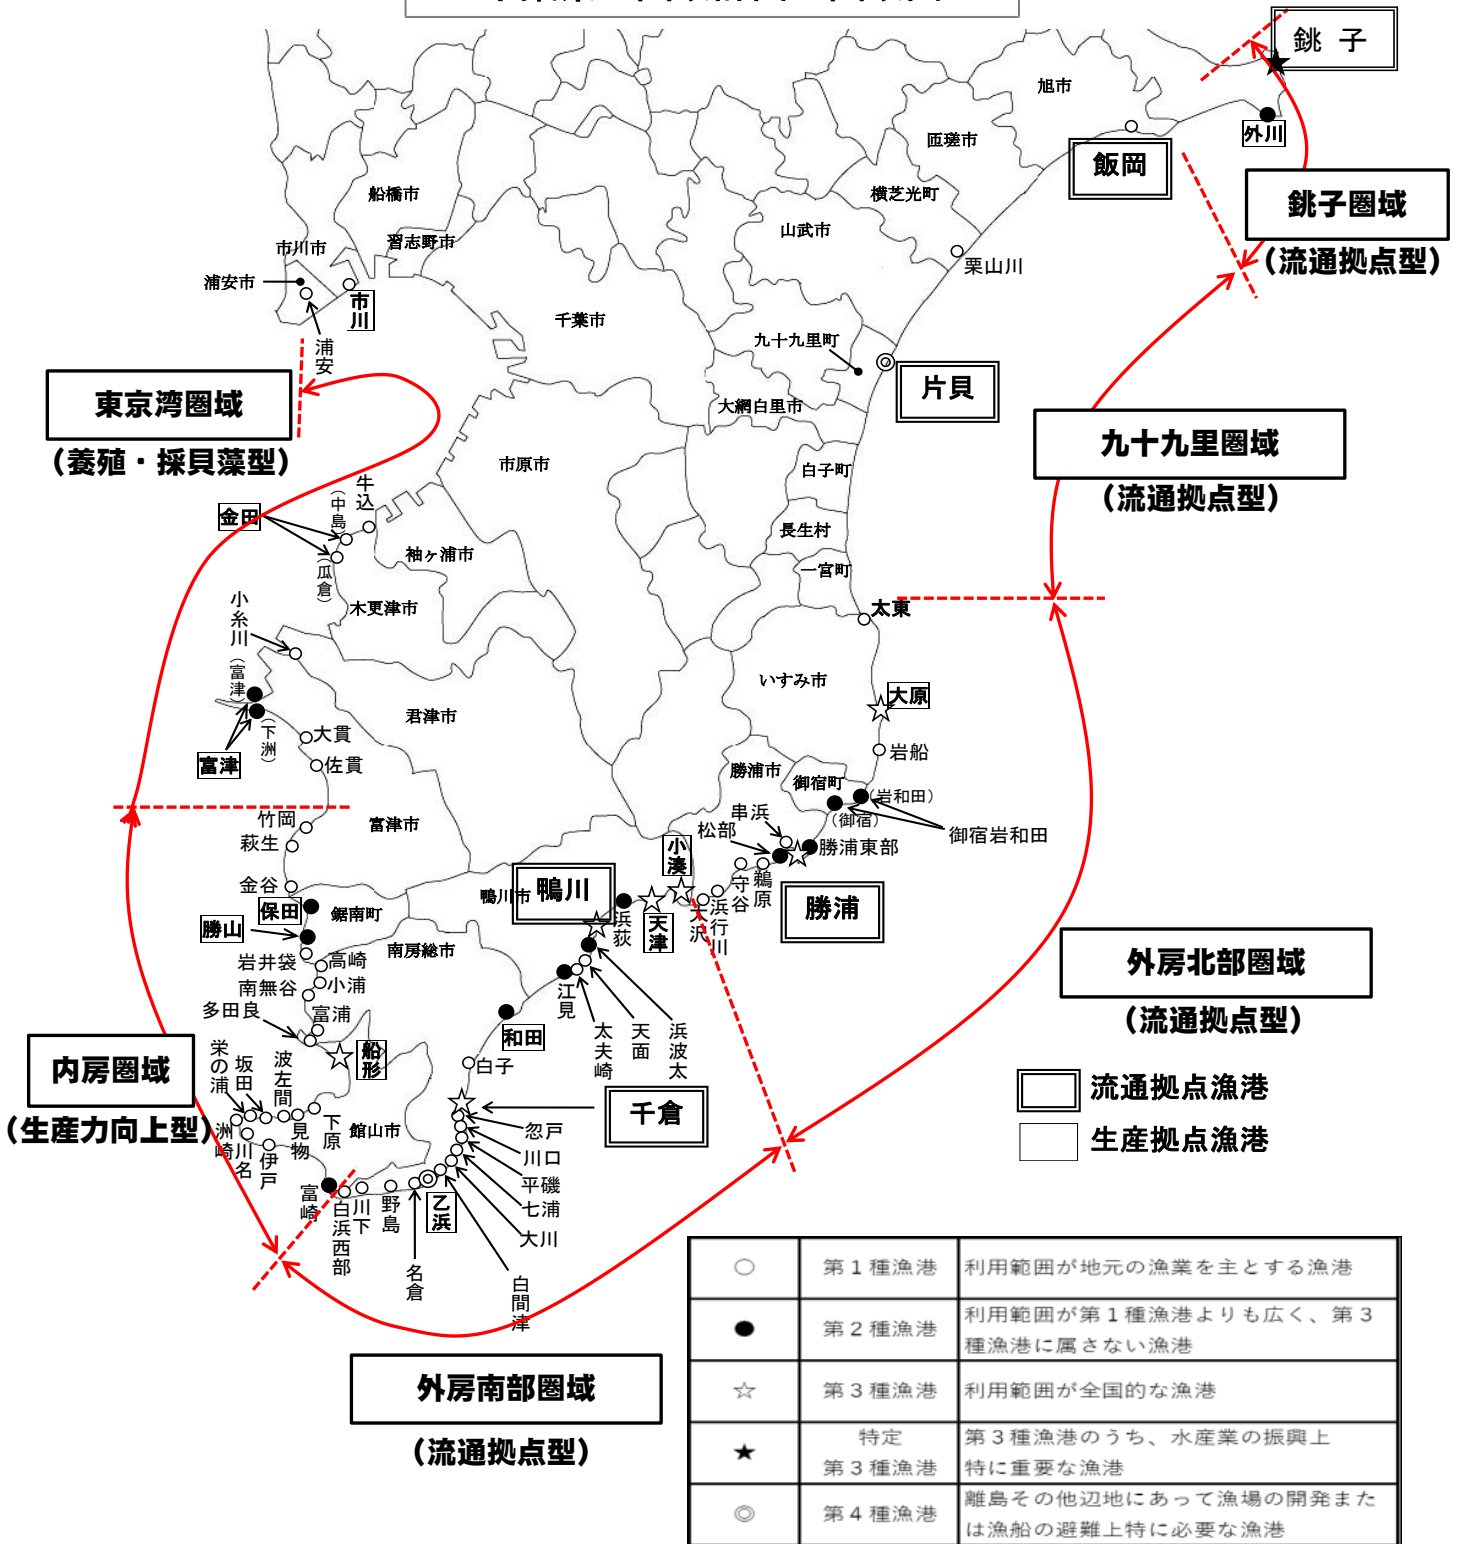 銚 子
旭市
外川
匝瑳市
飯岡
横芝光町
銚子圏域
(流通拠点型)
船橋市
山武市
市川市
習志野市
栗山川
浦安市
市川
千葉市
浦安
九十九里町
片貝
東京湾圏域
(養殖・採貝藻型)
大網白里市
九十九里圏域
(流通拠点型)
市原市
白子町
牛込
(中島)
金田
長生村
袖ヶ浦市
(瓜倉)
一宮町
木更津市
太東
小糸川
(富津)
いすみ市
大原
君津市
(下洲)
大貫
富津
佐貫
岩船
勝浦市
御宿町
(岩和田)
(御宿)
御宿岩和田
竹岡
富津市
串浜
松部
萩生
勝浦東部
小湊
金谷
守谷
鵜原
鴨川市
鴨川
勝浦
保田
鋸南町
勝山
浜荻
天津
大沢
浜行川
南房総市
岩井袋
高崎
外房北部圏域
(流通拠点型)
南無谷
小浦
江見
多田良
富浦
和田
太夫崎
天面
浜波太
栄の浦
坂田
波左間
船形
白子
内房圏域
(生産力向上型)
流通拠点漁港
千倉
生産拠点漁港
洲崎
川名
伊戸
見物
下原
館山市
忽戸
川口
平磯
七浦
大川
富崎
白浜西部
川下
野島
名倉
乙浜
白間津
外房南部圏域
(流通拠点型)
○ 第1種漁港 利用範囲が地元の漁業を主とする漁港
● 第2種漁港 利用範囲が第1種漁港よりも広く、第3
種漁港に属さない漁港
☆ 第3種漁港 利用範囲が全国的な漁港
★ 特定 第3種漁港のうち、水産業の振興上
第3種漁港 特に重要な漁港
◎ 第4種漁港 離島その他辺地にあって漁場の開発また
は漁船の避難上特に必要な漁港